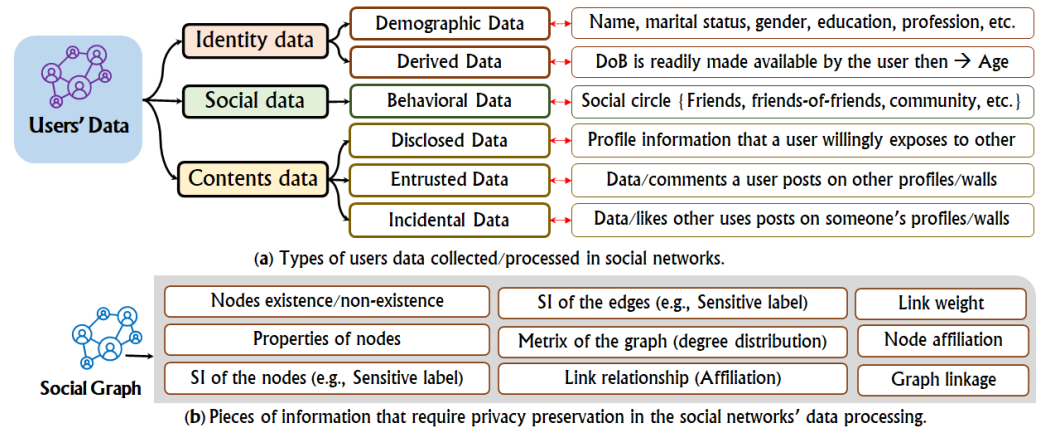 Users' Data
Identity data
Social data
Contents data
Demographic Data
Name, marital status, gender, education, profession, etc.
Derived Data
DoB is readily made available by the user then → Age
Behavioral Data
Social circle {Friends, friends-of-friends, community, etc.}
Disclosed Data
Profile information that a user willingly exposes to other
Entrusted Data
Data/comments a user posts on other profiles/walls
Incidental Data
Data/likes other uses posts on someone's profiles/walls
(a) Types of users data collected/processed in social networks.
Social Graph
Nodes existence/non-existence
SI of the edges (e.g., Sensitive label)
Link weight
Properties of nodes
Metrix of the graph (degree distribution)
Node affiliation
SI of the nodes (e.g., Sensitive label)
Link relationship (Affiliation)
Graph linkage
(b) Pieces of information that require privacy preservation in the social networks' data processing.